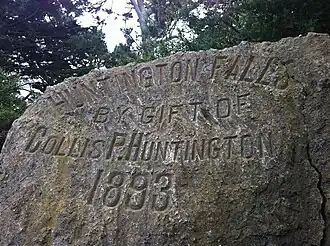 HUNTINGTON FALLS
BY GIFT OF
COLLIS P. HUNTINGTON
1893